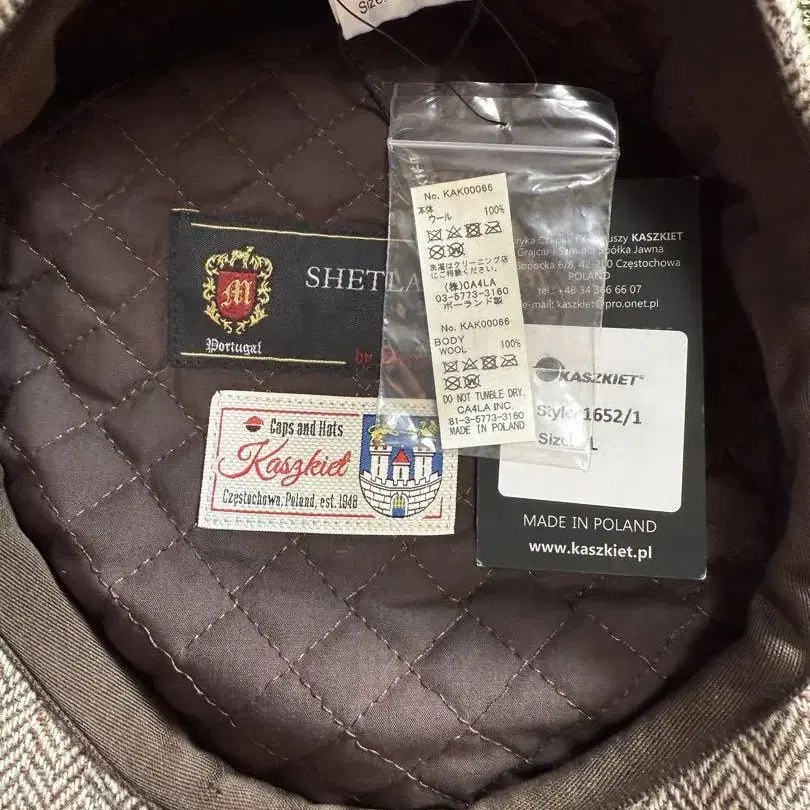 Size:
SHETLA
Portugal
by
Caps and Hats
Kaszkiet
Częstochowa, Poland, est. 1948
No. KAK00066
本体
ウール 100%
洗濯はクリーニング店
にご相談ください。
(株)CA4LA
03-5773-3160
ポーランド製
No. KAK00066
BODY
WOOL 100%
DO NOT TUMBLE DRY.
CA4LA INC.
81-3-5773-3160
MADE IN POLAND
KASZKIET
Grajcar i Spółka Jawna
6/8, 42-200 Częstochowa
POLAND
tel.: +48 34 366 66 07
e-mail: kaszkiet@pro.onet.pl
KASZKIET®
Style: 1652/1
Size: L
MADE IN POLAND
www.kaszkiet.pl